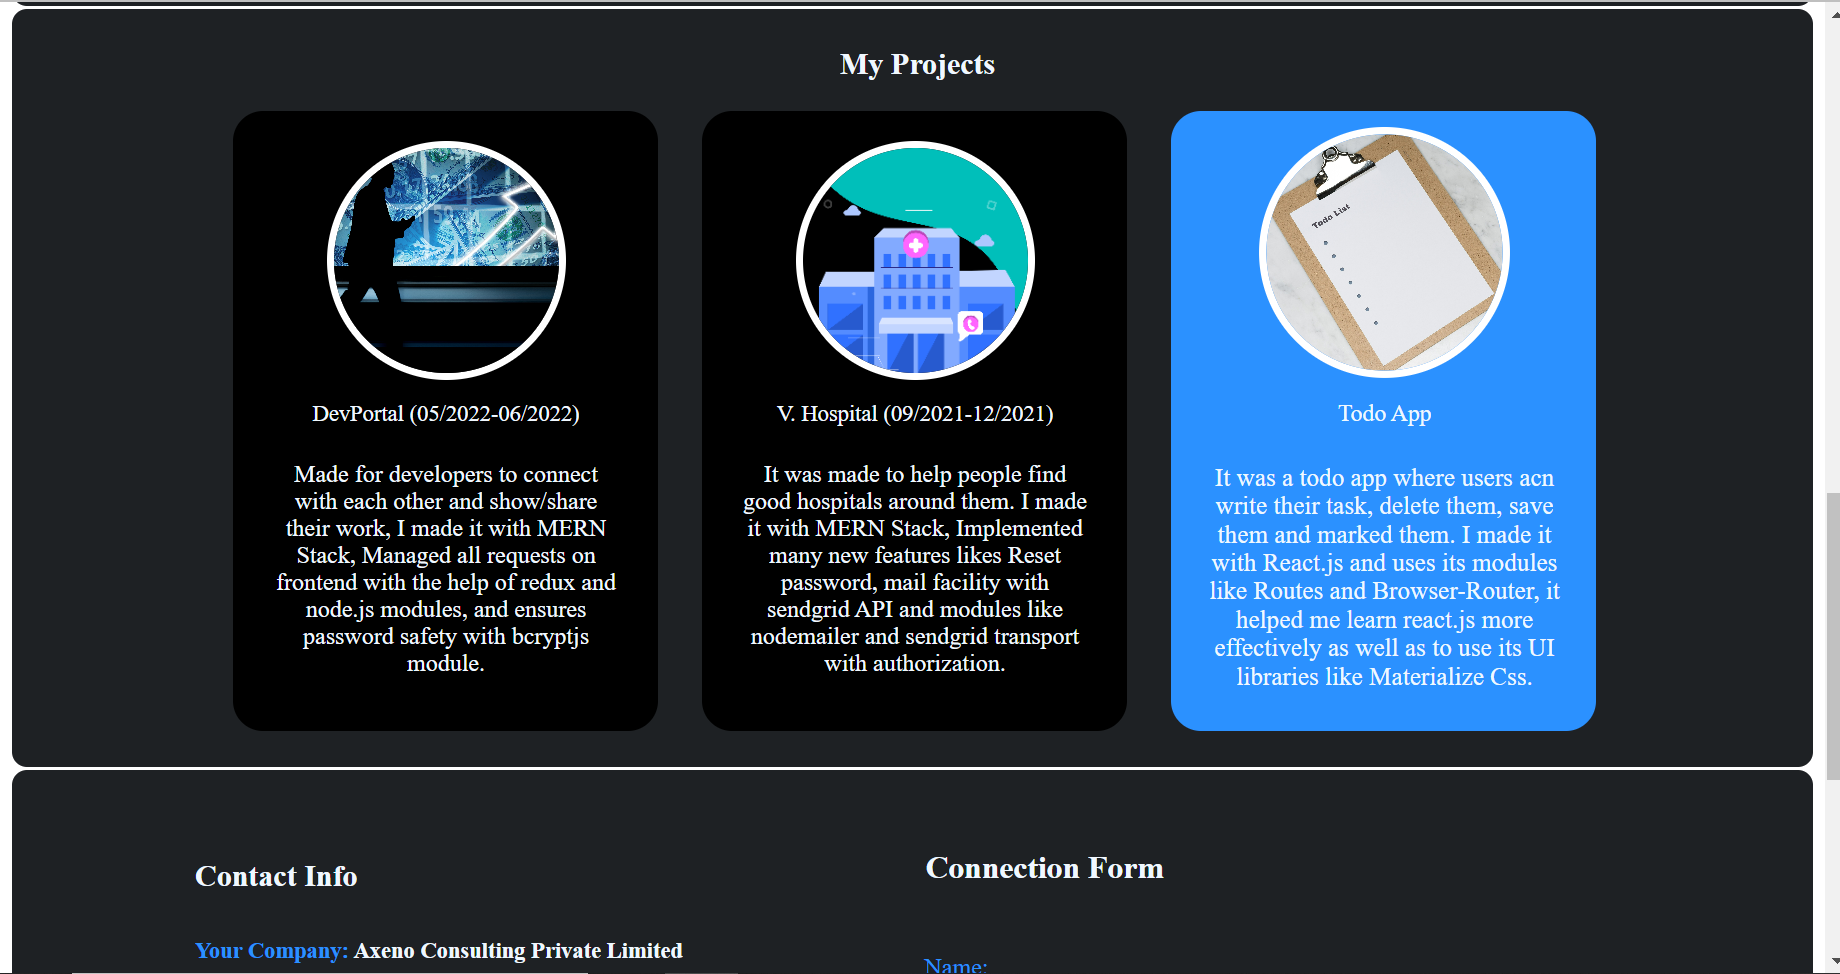 My Projects
DevPortal (05/2022-06/2022)
Made for developers to connect
with each other and show/share
their work, I made it with MERN
Stack, Managed all requests on
frontend with the help of redux and
node.js modules, and ensures
password safety with bcryptjs
module.
V. Hospital (09/2021-12/2021)
It was made to help people find
good hospitals around them. I made
it with MERN Stack, Implemented
many new features likes Reset
password, mail facility with
sendgrid API and modules like
nodemailer and sendgrid transport
with authorization.
Todo List
Todo App
It was a todo app where users acn
write their task, delete them, save
them and marked them. I made it
with React.js and uses its modules
like Routes and Browser-Router, it
helped me learn react.js more
effectively as well as to use its UI
libraries like Materialize Css.
Contact Info
Your Company: Axeno Consulting Private Limited
Connection Form
Name: